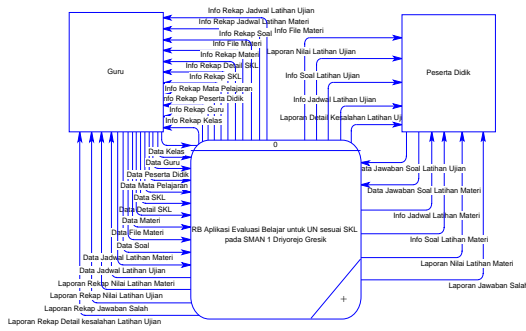 Info Rekap Jadwal Latihan Ujian
Info Rekap Jadwal Latihan Materi
Info Rekap Soal
Info File Materi
Info Rekap Materi
Info Rekap Detail SKL
Info Rekap SKL
Info Rekap Mata Pelajaran
Info Rekap Peserta Didik
Info Rekap Guru
Info Rekap Kelas
Guru
Info File Materi
Laporan Nilai Latihan Ujian
Info Soal Latihan Ujian
Info Jadwal Latihan Ujian
Laporan Detail Kesalahan Latihan Uj
Peserta Didik
0
RB Aplikasi Evaluasi Belajar untuk UN sesuai SKL
pada SMAN 1 Driyorejo Gresik
Data Kelas
Data Guru
Data Peserta Didik
Data Mata Pelajaran
Data SKL
Data Detail SKL
Data Materi
Data File Materi
Data Soal
Data Jadwal Latihan Materi
Data Jadwal Latihan Ujian
Laporan Rekap Nilai Latihan Materi
Laporan Rekap Nilai Latihan Ujian
Laporan Rekap Jawaban Salah
Laporan Rekap Detail kesalahan Latihan Ujian
ata Jawaban Soal Latihan Ujian
Data Jawaban Soal Latihan Materi
Info Jadwal Latihan Materi
Info Soal Latihan Materi
Laporan Nilai Latihan Materi
Laporan Jawaban Salah